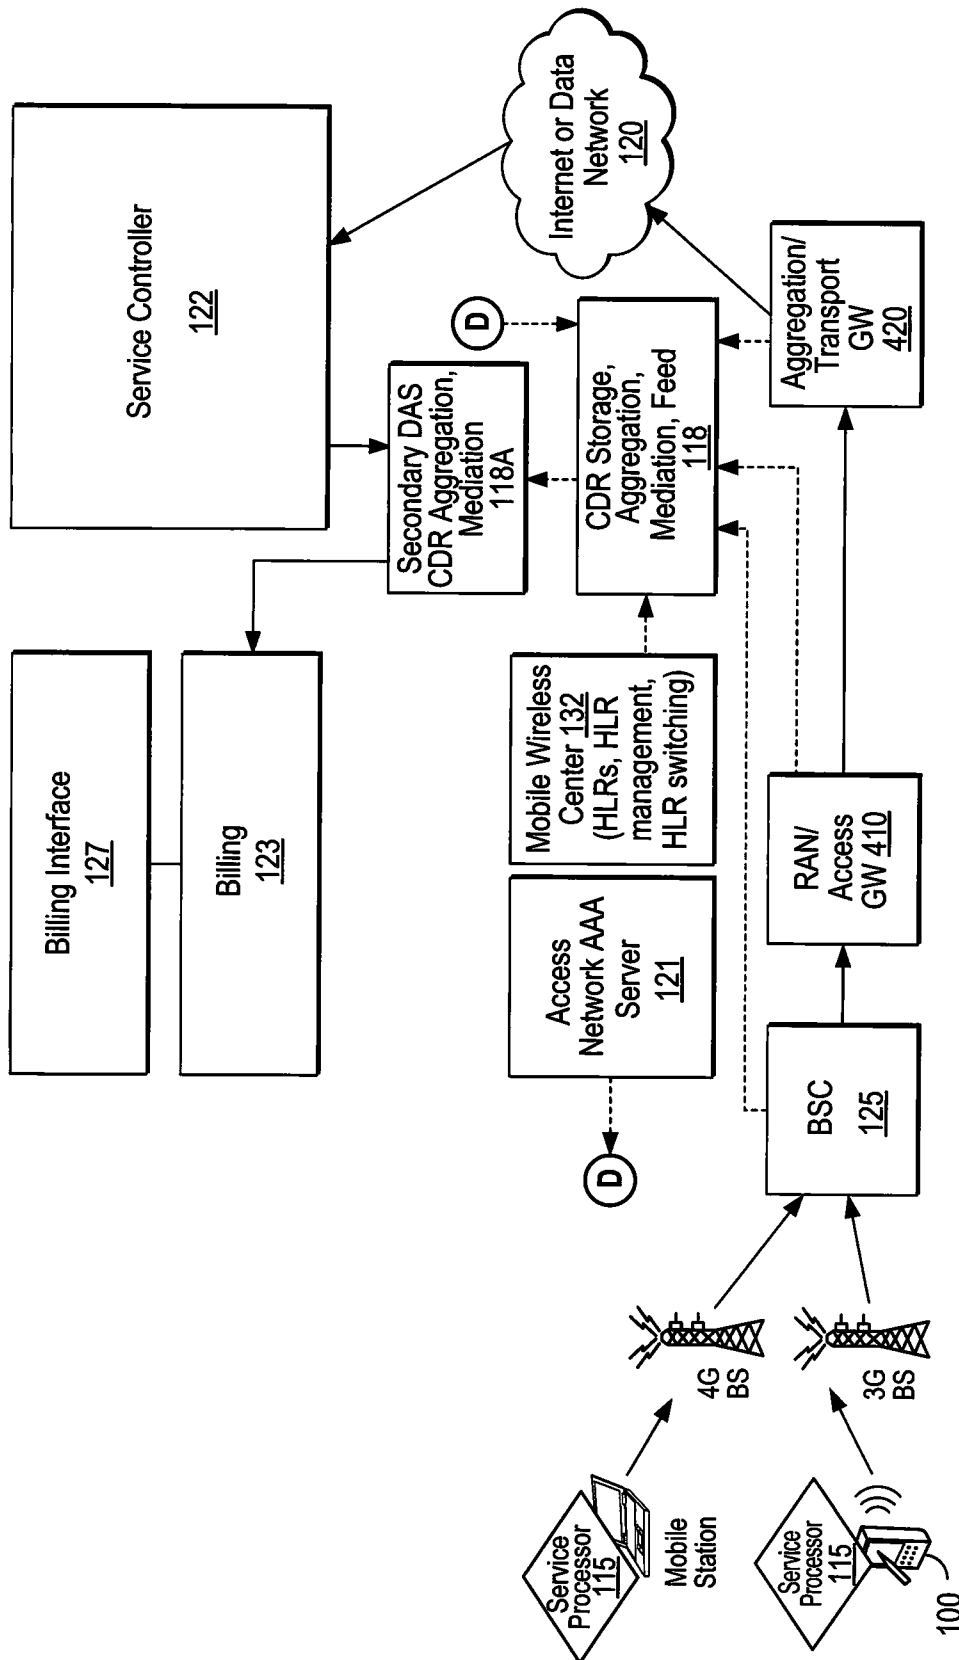 Billing Interface
127
Billing
123
Service Controller
122
Secondary DAS
CDR Aggregation,
Mediation
118A
D
Internet or Data
Network
120
Access
Network AAA
Server
121
D
Mobile Wireless
Center 132
(HLRs, HLR
management,
HLR switching)
CDR Storage,
Aggregation,
Mediation, Feed
118
Service
Processor
115
Mobile
Station
4G
BS
Service
Processor
115
100
3G
BS
BSC
125
RAN/
Access
GW 410
Aggregation/
Transport
GW
420